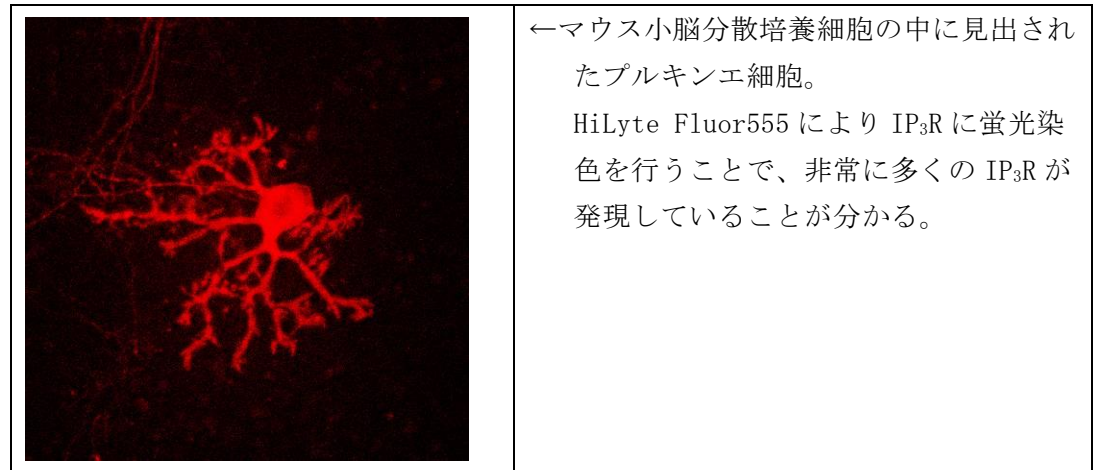 ←マウス小脳分散培養細胞の中に見出され
たプルキンエ細胞。
HiLyte Fluor555 により IP₃R に蛍光染
色を行うことで、非常に多くの IP₃R が
発現していることが分かる。